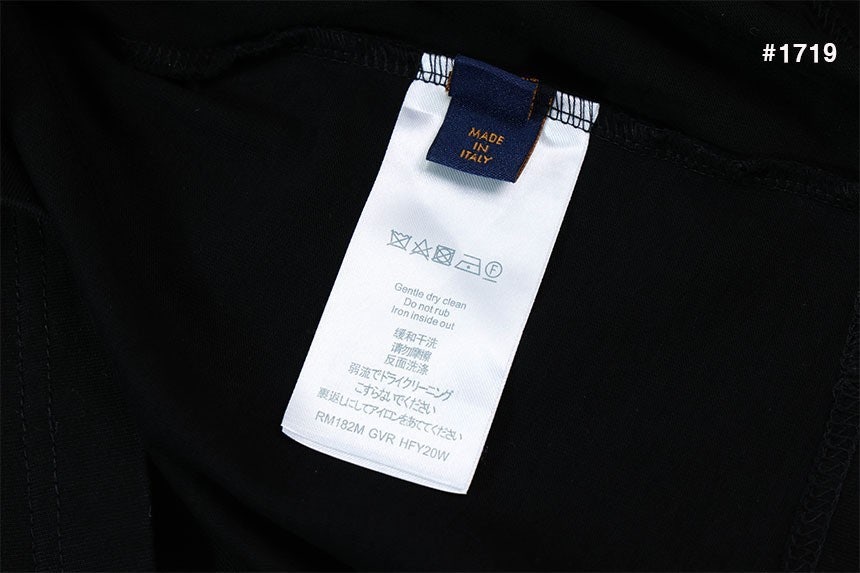 #1719
MADE
IN
ITALY
F
Gentle dry clean
Do not rub
Iron inside out
缓和干洗
请勿摩擦
反面洗涤
弱流でドライクリーニング
こすらないでください
裏返しにしてアイロンをあててください
RM182M GVR HFY20W